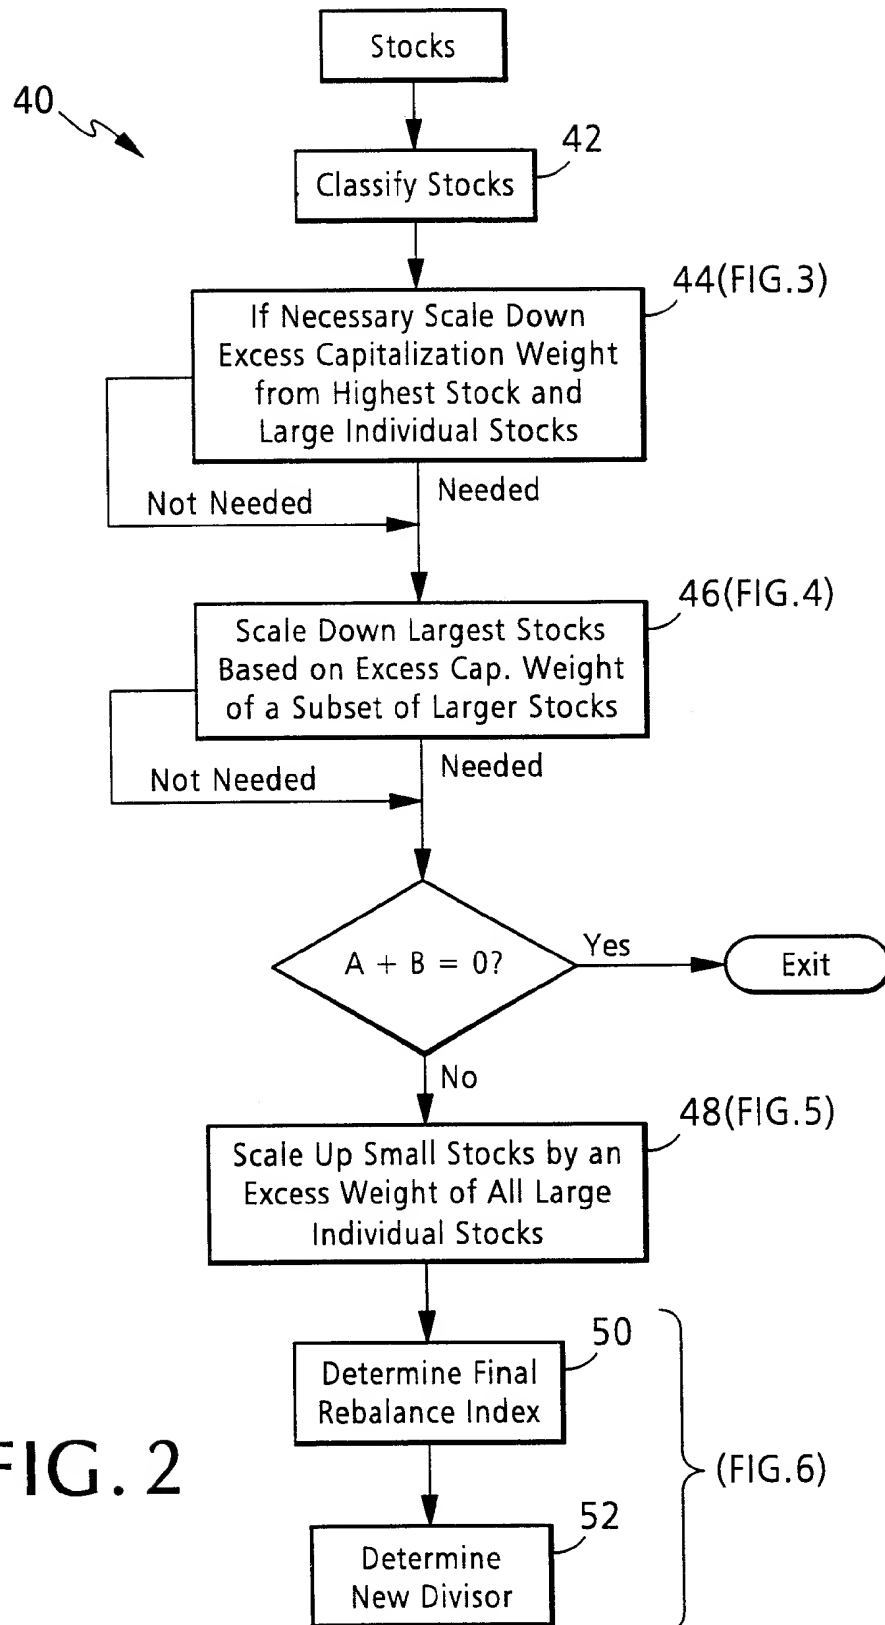 Stocks
40
42
Classify Stocks
44(FIG.3)
If Necessary Scale Down
Excess Capitalization Weight
from Highest Stock and
Large Individual Stocks
Not Needed
Needed
46(FIG.4)
Scale Down Largest Stocks
Based on Excess Cap. Weight
of a Subset of Larger Stocks
Not Needed
Needed
A + B = 0?
Yes
Exit
No
48(FIG.5)
Scale Up Small Stocks by an
Excess Weight of All Large
Individual Stocks
50
Determine Final
Rebalance Index
FIG. 2
(FIG.6)
52
Determine
New Divisor